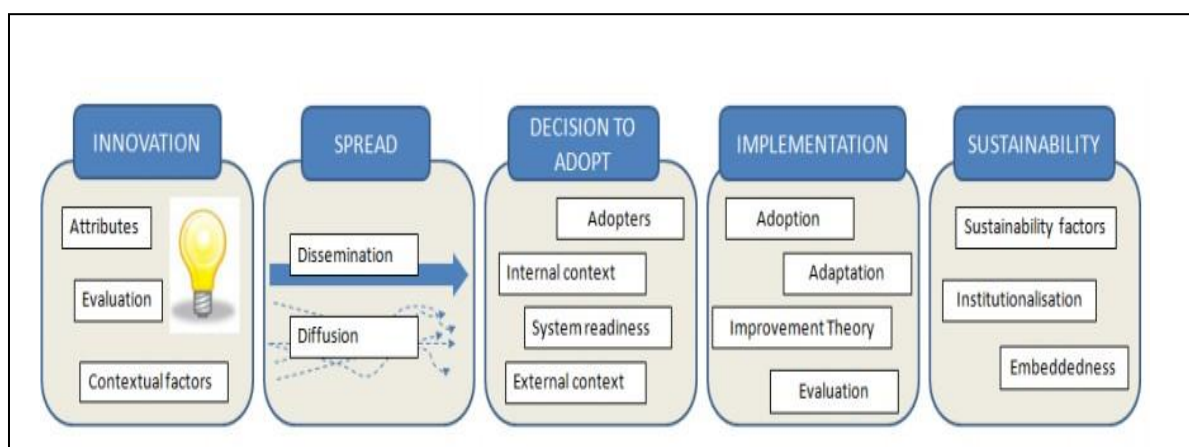 INNOVATION
Attributes
Evaluation
Contextual factors
SPREAD
Dissemination
Diffusion
DECISION TO
ADOPT
Adopters
Internal context
System readiness
External context
IMPLEMENTATION
Adoption
Adaptation
Improvement Theory
Evaluation
SUSTAINABILITY
Sustainability factors
Institutionalisation
Embeddedness